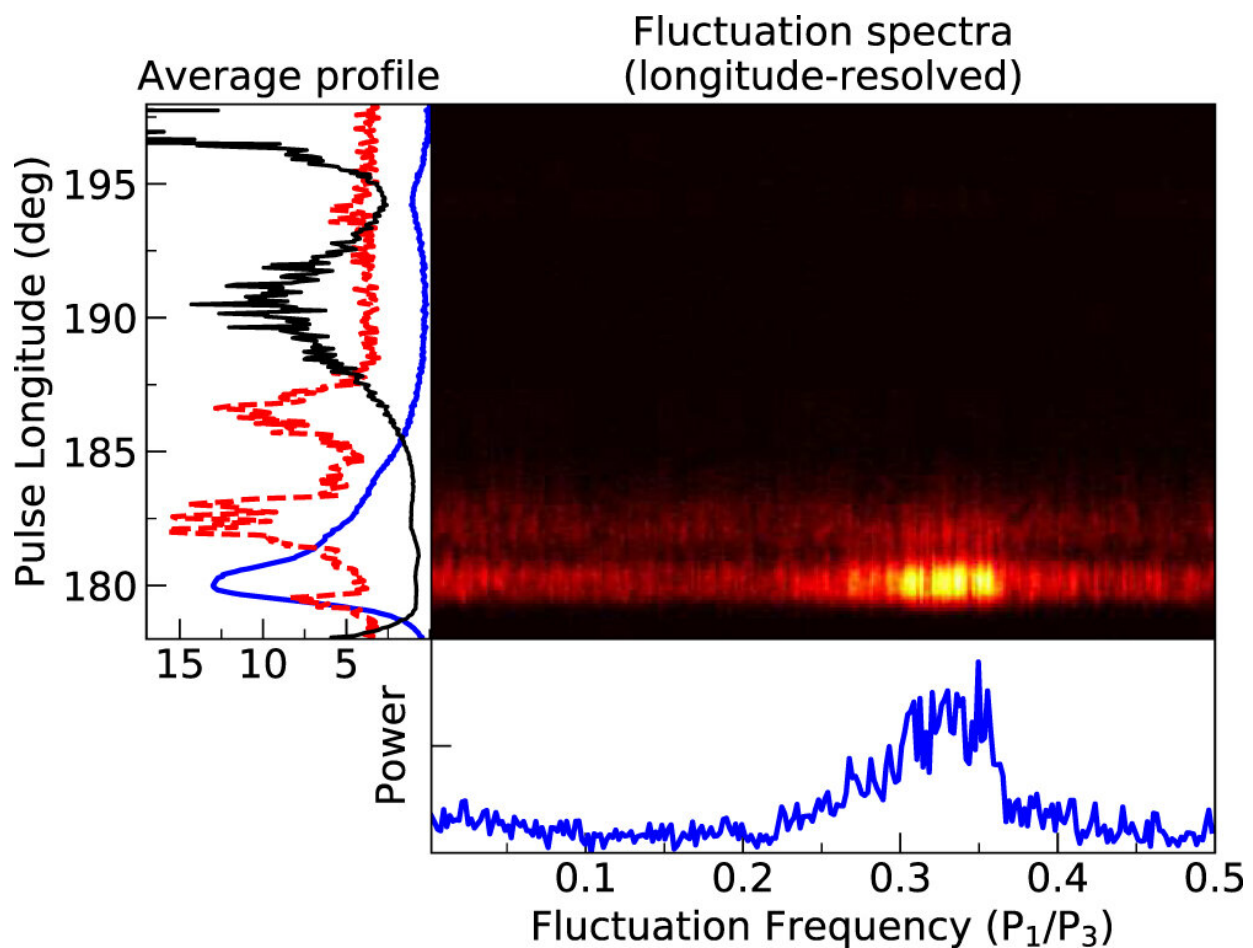 Fluctuation spectra
Average profile (longitude-resolved)
Pulse Longitude (deg)
195
190
185
180
15 10 5
Power
0.1 0.2 0.3 0.4 0.5
Fluctuation Frequency (P₁/P₃)